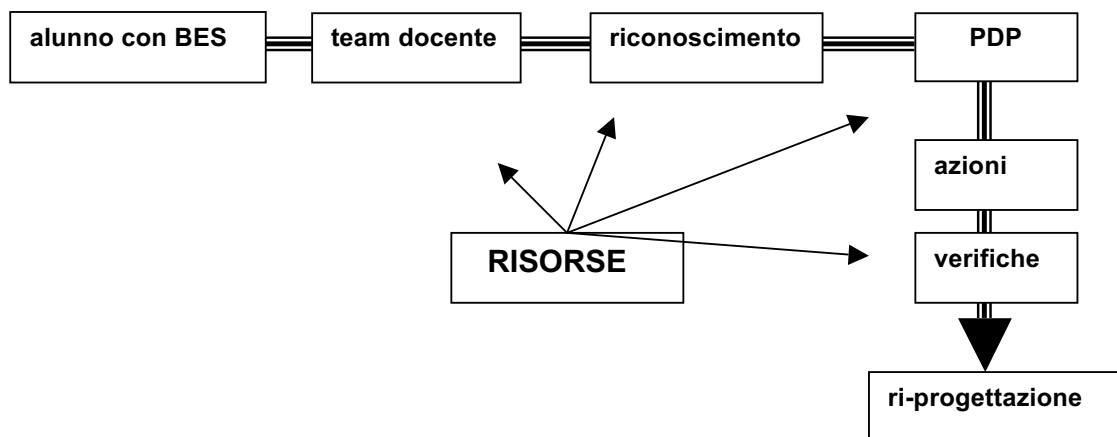 alunno con BES
team docente
riconoscimento
PDP
azioni
RISORSE
verifiche
ri-progettazione